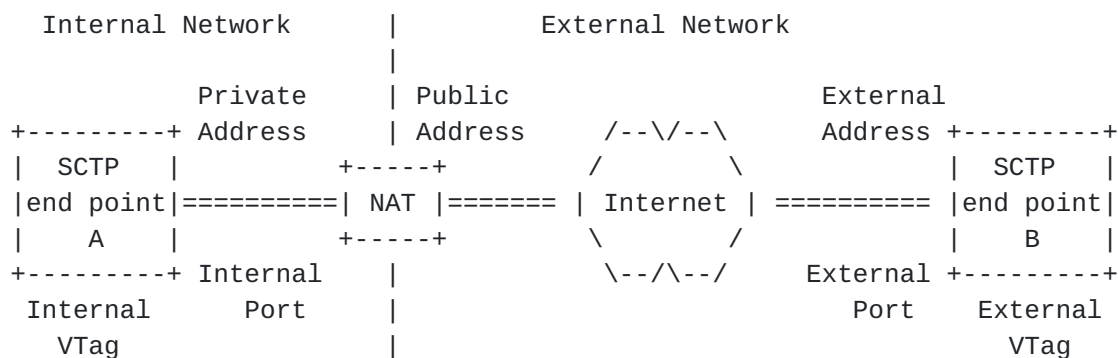 Internal Network      |         External Network
                      |
          Private     | Public                    External
+---------+ Address     | Address     /--\/--\      Address +---------+
|  SCTP   |          +-----+         /        \             |  SCTP   |
|end point|==========| NAT |======= | Internet | ========== |end point|
|    A    |          +-----+         \        /             |    B    |
+---------+ Internal    |             \--/\--/     External +---------+
 Internal      Port     |                             Port    External
   VTag                 |                                       VTag